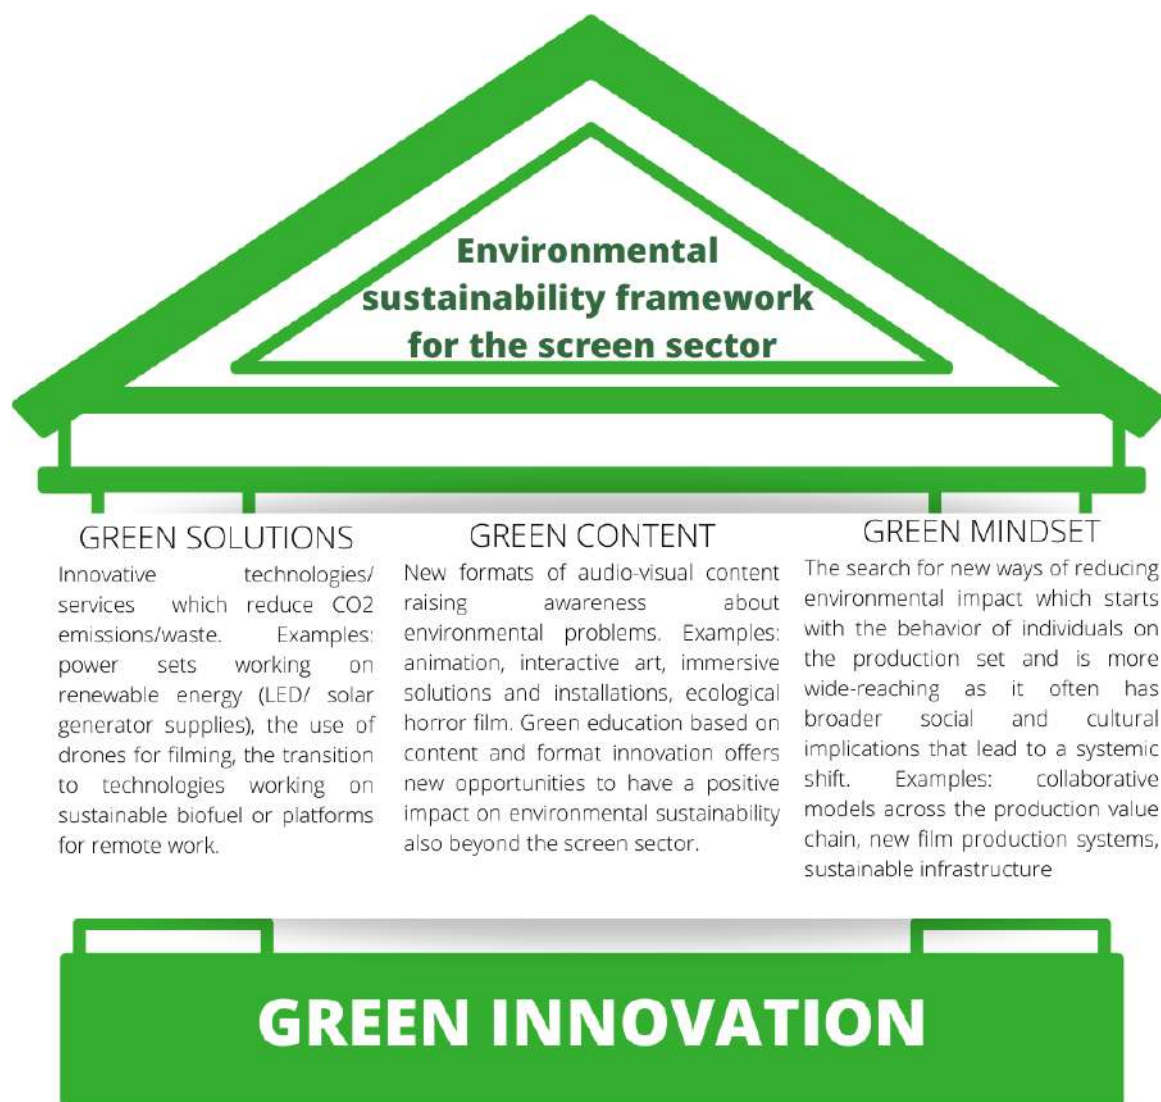 Environmental
sustainability framework
for the screen sector
GREEN SOLUTIONS
Innovative technologies/
services which reduce CO2
emissions/waste. Examples:
power sets working on
renewable energy (LED/ solar
generator supplies), the use of
drones for filming, the transition
to technologies working on
sustainable biofuel or platforms
for remote work.
GREEN CONTENT
New formats of audio-visual content
raising awareness about
environmental problems. Examples:
animation, interactive art, immersive
solutions and installations, ecological
horror film. Green education based on
content and format innovation offers
new opportunities to have a positive
impact on environmental sustainability
also beyond the screen sector.
GREEN MINDSET
The search for new ways of reducing
environmental impact which starts
with the behavior of individuals on
the production set and is more
wide-reaching as it often has
broader social and cultural
implications that lead to a systemic
shift. Examples: collaborative
models across the production value
chain, new film production systems,
sustainable infrastructure
GREEN INNOVATION